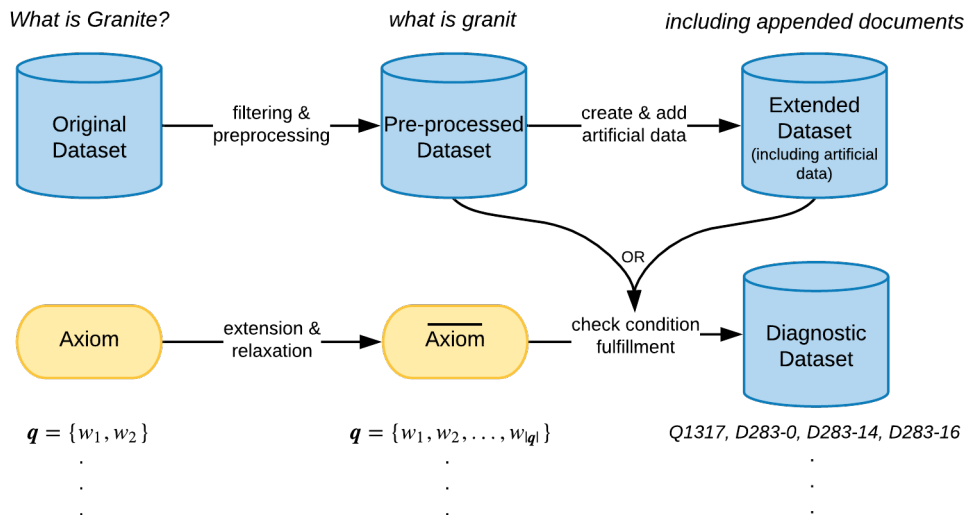 What is Granite?
what is granit
including appended documents
Original
Dataset
filtering &
preprocessing
Pre-processed
Dataset
create & add
artificial data
Extended
Dataset
(including artificial
data)
OR
Axiom
extension &
relaxation
A̅x̅i̅o̅m̅
check condition
fulfillment
Diagnostic
Dataset
q = {w₁, w₂}
q = {w₁, w₂, . . . , w|q|}
Q1317, D283-0, D283-14, D283-16
.
.
.
.
.
.
.
.
.